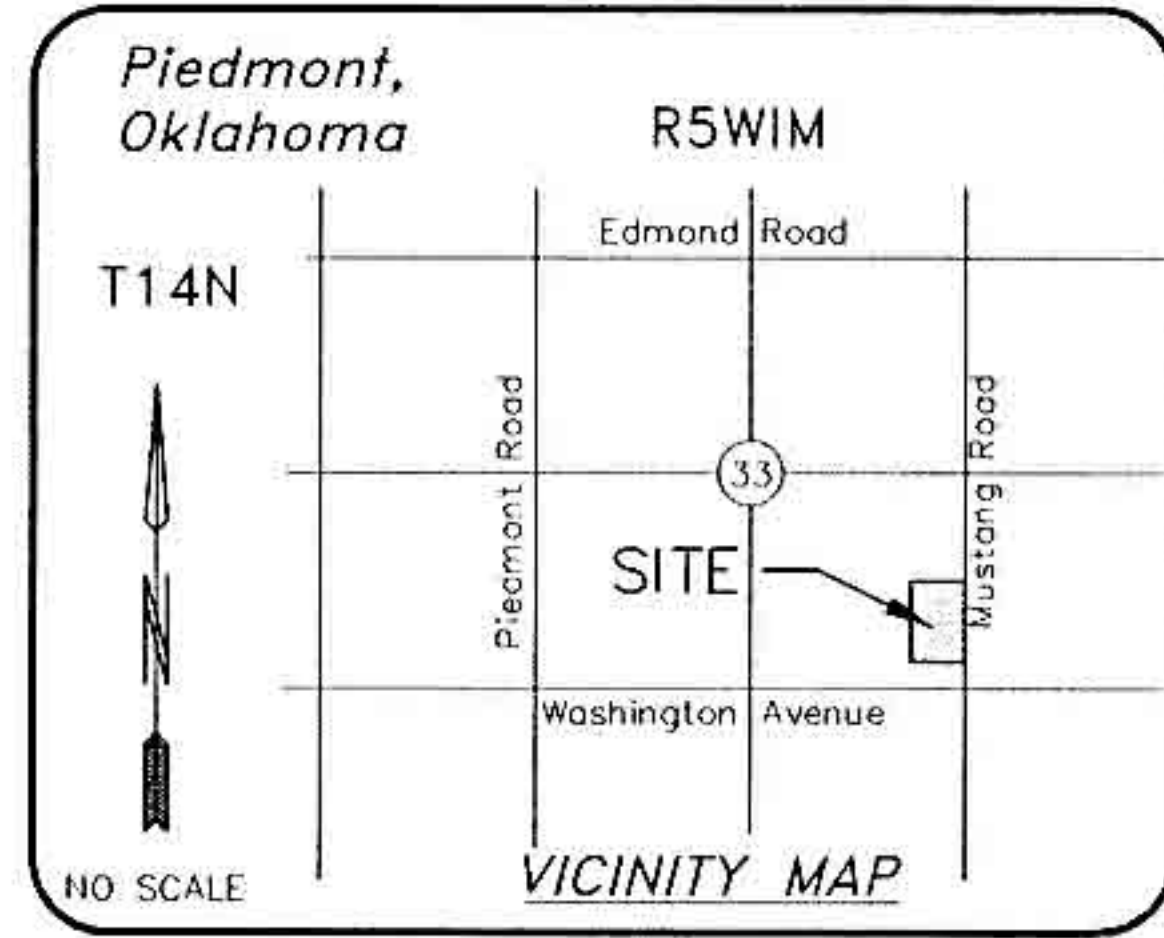 Piedmont,
Oklahoma
R5WIM
Edmond Road
T14N
Piedmont Road
33
Mustang Road
SITE
N
Washington Avenue
NO SCALE
VICINITY MAP